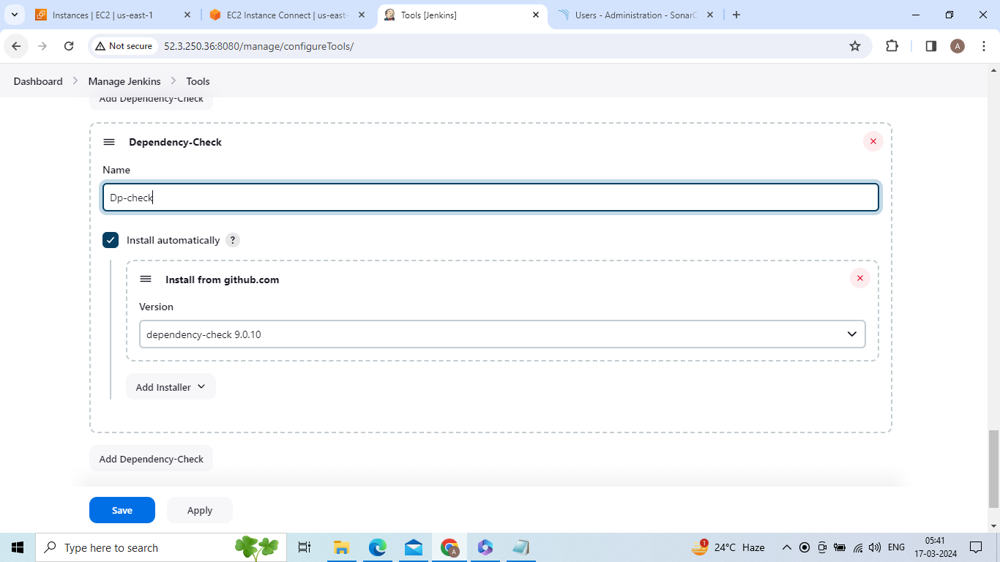 Instances | EC2 | us-east-1
EC2 Instance Connect | us-east-
Tools [Jenkins]
Users - Administration - SonarC
Not secure
52.3.250.36:8080/manage/configureTools/
A
Dashboard
Manage Jenkins
Tools
Add Dependency-Check
Dependency-Check
Name
Dp-check
Install automatically
?
Install from github.com
Version
dependency-check 9.0.10
Add Installer
Add Dependency-Check
Save
Apply
Type here to search
A
1
24°C Haze
ENG
05:41
17-03-2024